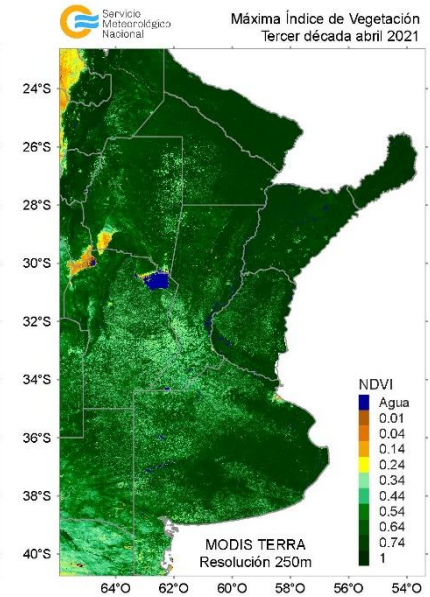 Servicio
Meteorológico
Nacional
Máxima Índice de Vegetación
Tercer década abril 2021
24°S
26°S
28°S
30°S
32°S
34°S
36°S
38°S
40°S
NDVI
Agua
0.01
0.04
0.14
0.24
0.34
0.44
0.54
0.64
0.74
1
MODIS TERRA
Resolución 250m
64°O
62°O
60°O
58°O
56°O
54°O